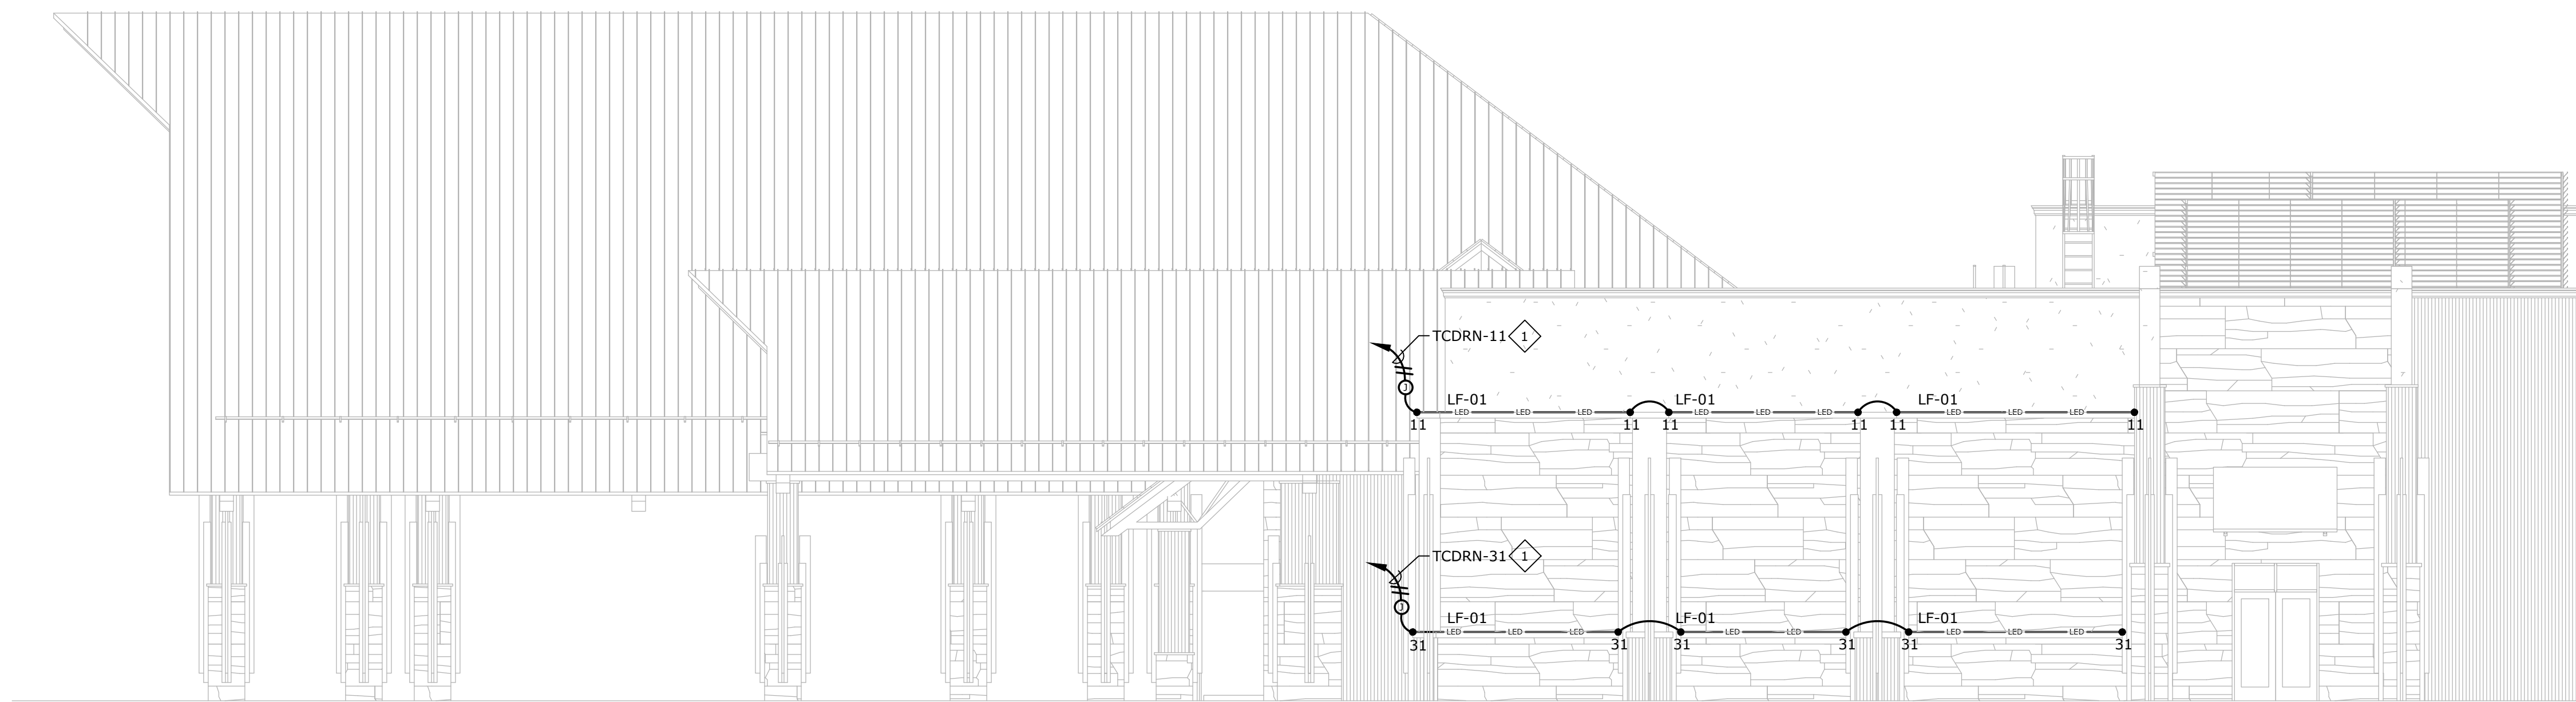 TCDRN-11 1
J
LF-01 LF-01 LF-01
LED LED LED LED LED LED LED LED LED
11 11 11 11 11 11
TCDRN-31 1
J
LF-01 LF-01 LF-01
LED LED LED LED LED LED LED LED
31 31 31 31 31 31